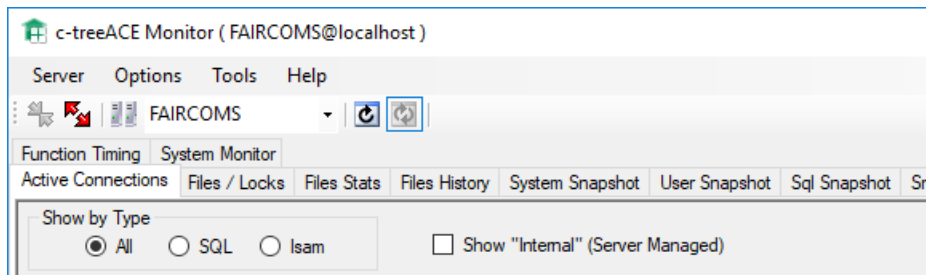 c-treeACE Monitor ( FAIRCOMS@localhost )
Server Options Tools Help
FAIRCOMS
Function Timing System Monitor
Active Connections Files / Locks Files Stats Files History System Snapshot User Snapshot Sql Snapshot
Show by Type
All SQL Isam Show "Internal" (Server Managed)